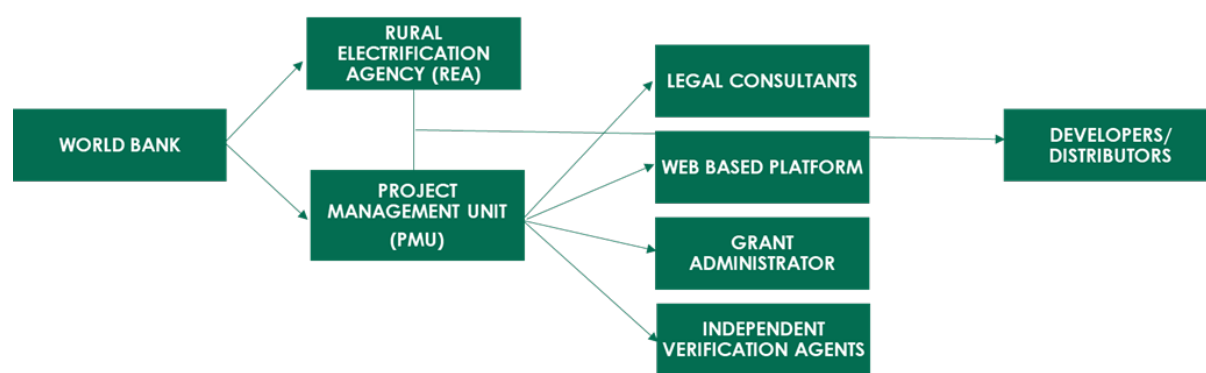 WORLD BANK
RURAL
ELECTRIFICATION
AGENCY (REA)
PROJECT
MANAGEMENT UNIT
(PMU)
LEGAL CONSULTANTS
WEB BASED PLATFORM
GRANT
ADMINISTRATOR
INDEPENDENT
VERIFICATION AGENTS
DEVELOPERS/
DISTRIBUTORS